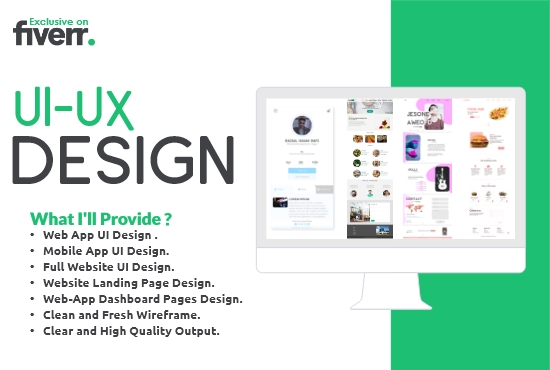 Exclusive on
fiverr.
UI-UX
DESIGN
What I'll Provide ?
• Web App UI Design .
• Mobile App UI Design.
• Full Website UI Design.
• Website Landing Page Design.
• Web-App Dashboard Pages Design.
• Clean and Fresh Wireframe.
• Clear and High Quality Output.